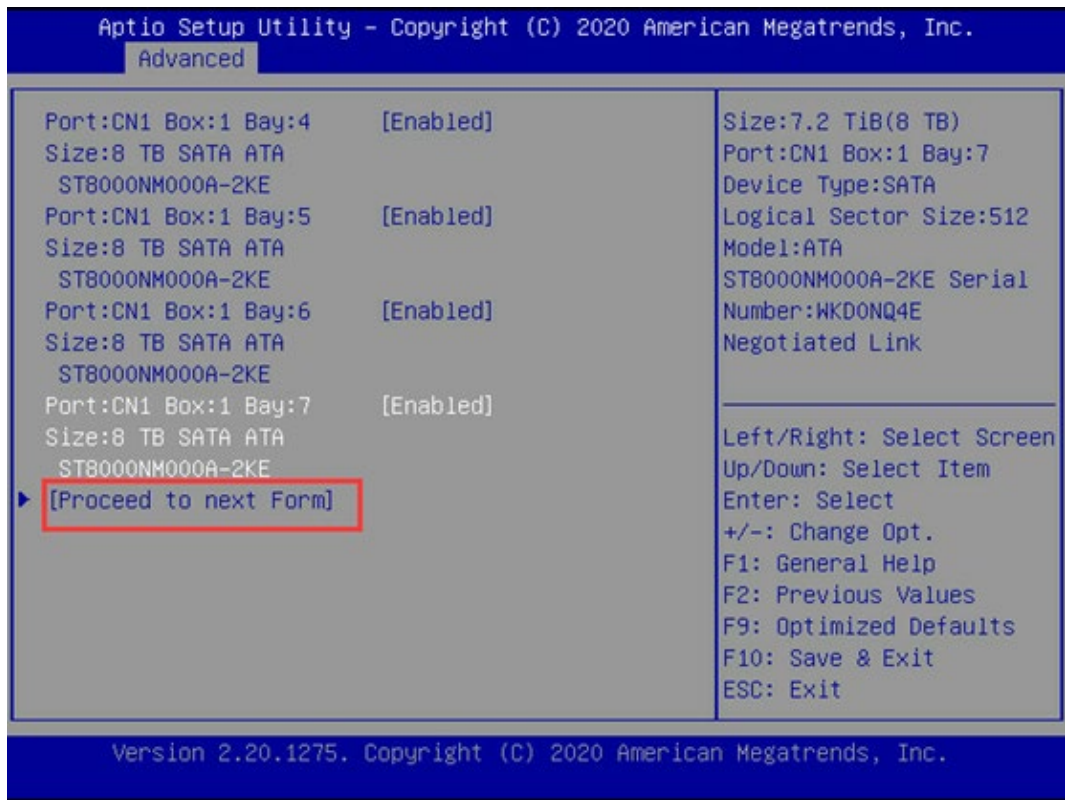 Aptio Setup Utility – Copyright (C) 2020 American Megatrends, Inc.
Advanced
Port:CN1 Box:1 Bay:4 [Enabled]
Size:8 TB SATA ATA
ST8000NM000A-2KE
Port:CN1 Box:1 Bay:5 [Enabled]
Size:8 TB SATA ATA
ST8000NM000A-2KE
Port:CN1 Box:1 Bay:6 [Enabled]
Size:8 TB SATA ATA
ST8000NM000A-2KE
Port:CN1 Box:1 Bay:7 [Enabled]
Size:8 TB SATA ATA
ST8000NM000A-2KE
[Proceed to next Form]
Size:7.2 TiB(8 TB)
Port:CN1 Box:1 Bay:7
Device Type:SATA
Logical Sector Size:512
Model:ATA
ST8000NM000A-2KE Serial
Number:WKD0NQ4E
Negotiated Link
Left/Right: Select Screen
Up/Down: Select Item
Enter: Select
+/-: Change Opt.
F1: General Help
F2: Previous Values
F9: Optimized Defaults
F10: Save & Exit
ESC: Exit
Version 2.20.1275. Copyright (C) 2020 American Megatrends, Inc.